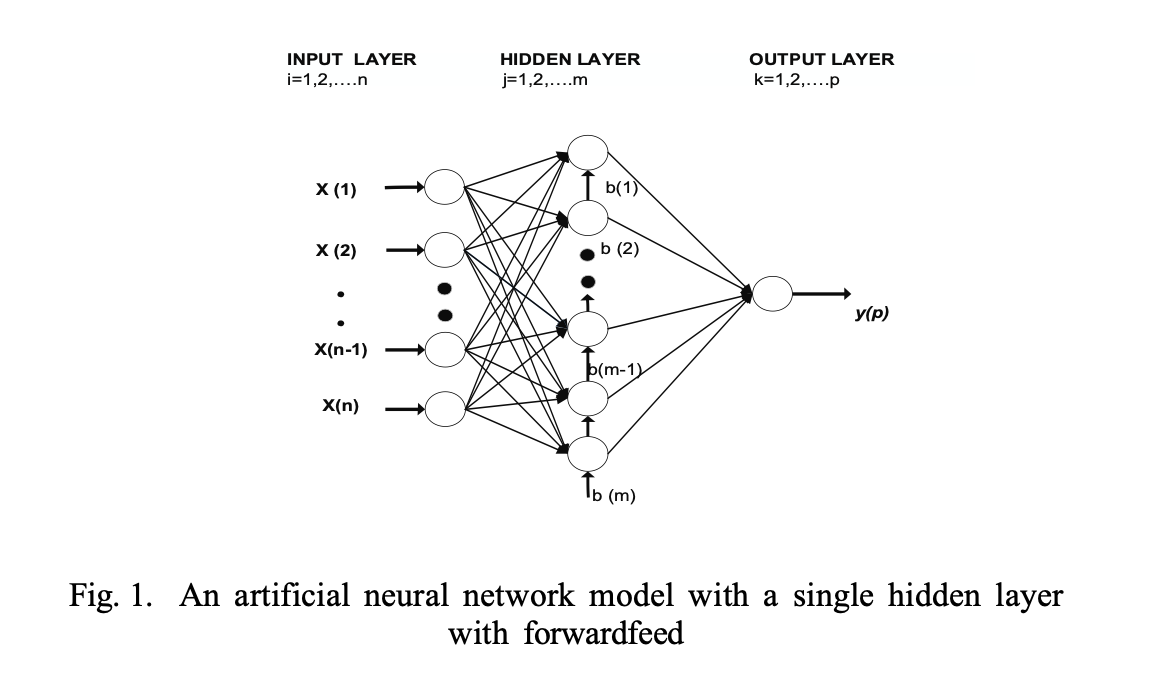 INPUT LAYER
i=1,2,....n
HIDDEN LAYER
j=1,2,....m
OUTPUT LAYER
k=1,2,....p
X (1)
X (2)
X(n-1)
X(n)
b(1)
b (2)
b(m-1)
b (m)
y(p)
Fig. 1. An artificial neural network model with a single hidden layer
with forwardfeed